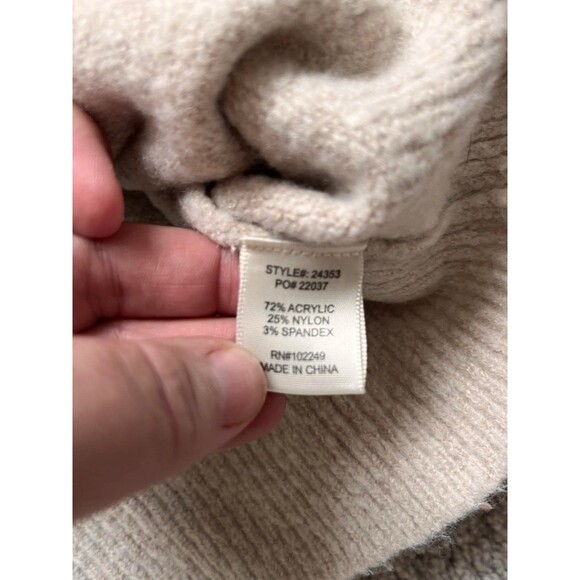 STYLE#: 24353
PO# 22037
72% ACRYLIC
25% NYLON
3% SPANDEX
RN#102249
MADE IN CHINA